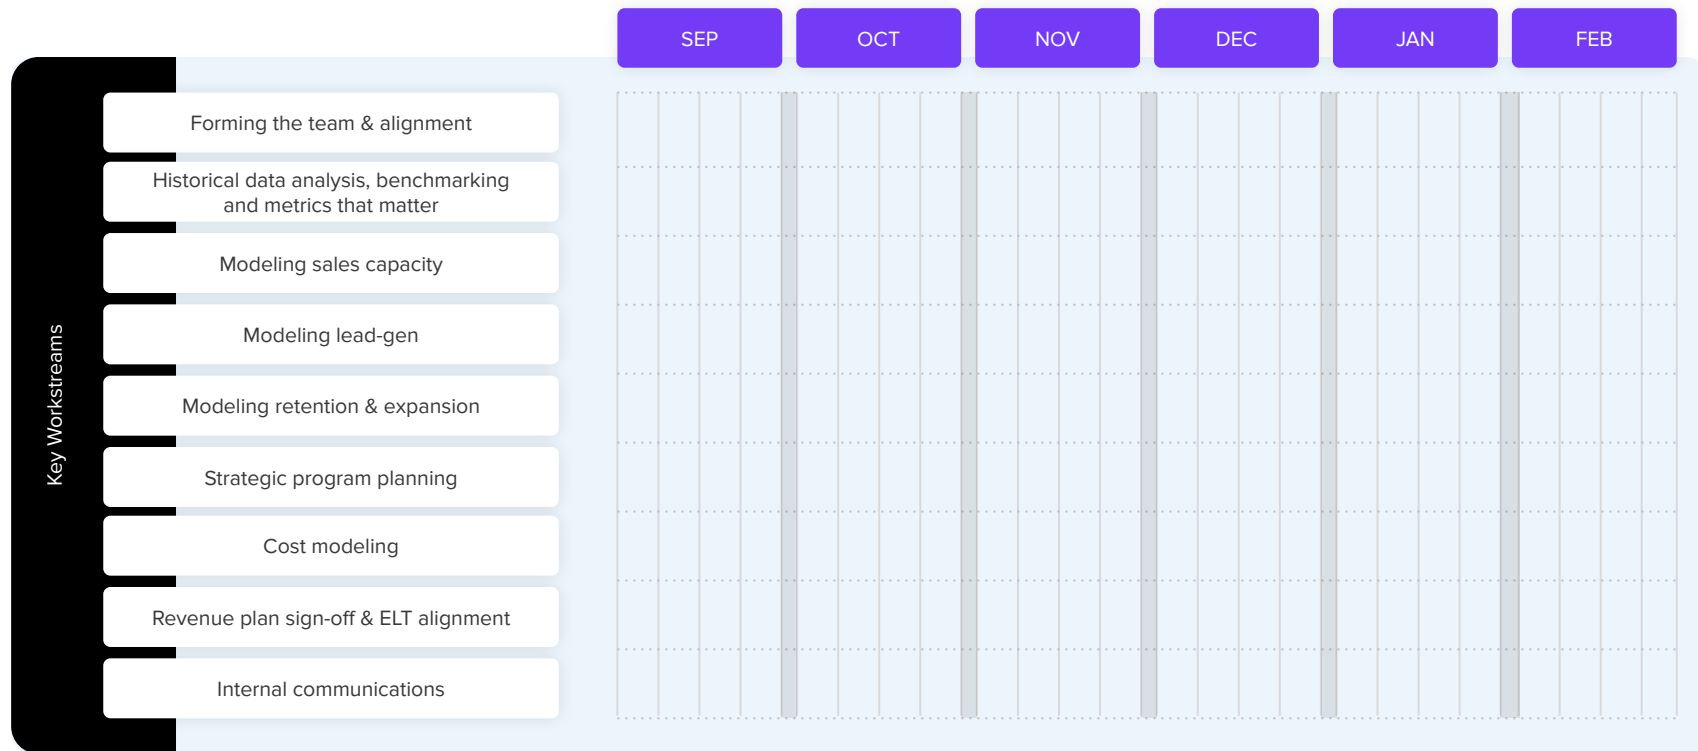 SEP
OCT
NOV
DEC
JAN
FEB
Key Workstreams
Forming the team & alignment
Historical data analysis, benchmarking
and metrics that matter
Modeling sales capacity
Modeling lead-gen
Modeling retention & expansion
Strategic program planning
Cost modeling
Revenue plan sign-off & ELT alignment
Internal communications